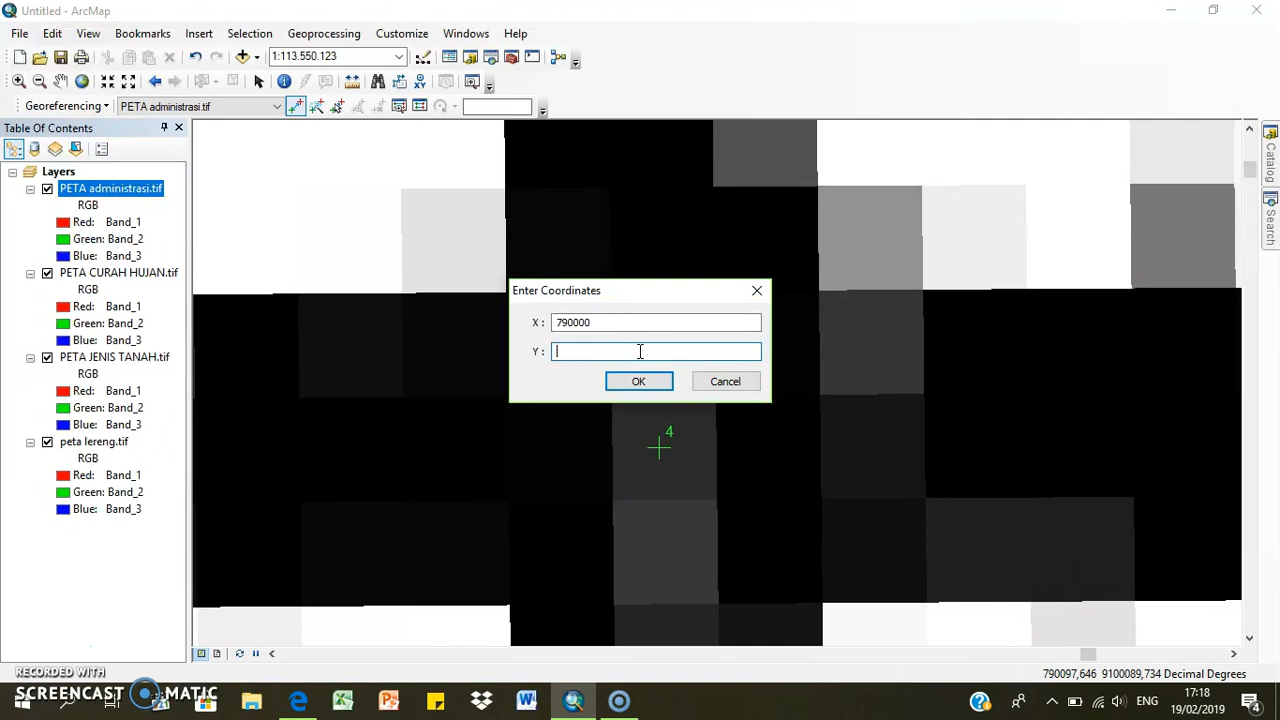 Untitled - ArcMap
File Edit View Bookmarks Insert Selection Geoprocessing Customize Windows Help
1:113.550.123
Georeferencing PETA administrasi.tif
Table Of Contents
Layers
PETA administrasi.tif
RGB
Red: Band_1
Green: Band_2
Blue: Band_3
PETA CURAH HUJAN.tif
RGB
Red: Band_1
Green: Band_2
Blue: Band_3
PETA JENIS TANAH.tif
RGB
Red: Band_1
Green: Band_2
Blue: Band_3
peta lereng.tif
RGB
Red: Band_1
Green: Band_2
Blue: Band_3
Enter Coordinates
X: 790000
Y:
OK Cancel
4
Catalog
Search
790097,646 9100089,734 Decimal Degrees
RECORDED WITH
SCREENCAST MATIC
ENG
17:18
19/02/2019
4